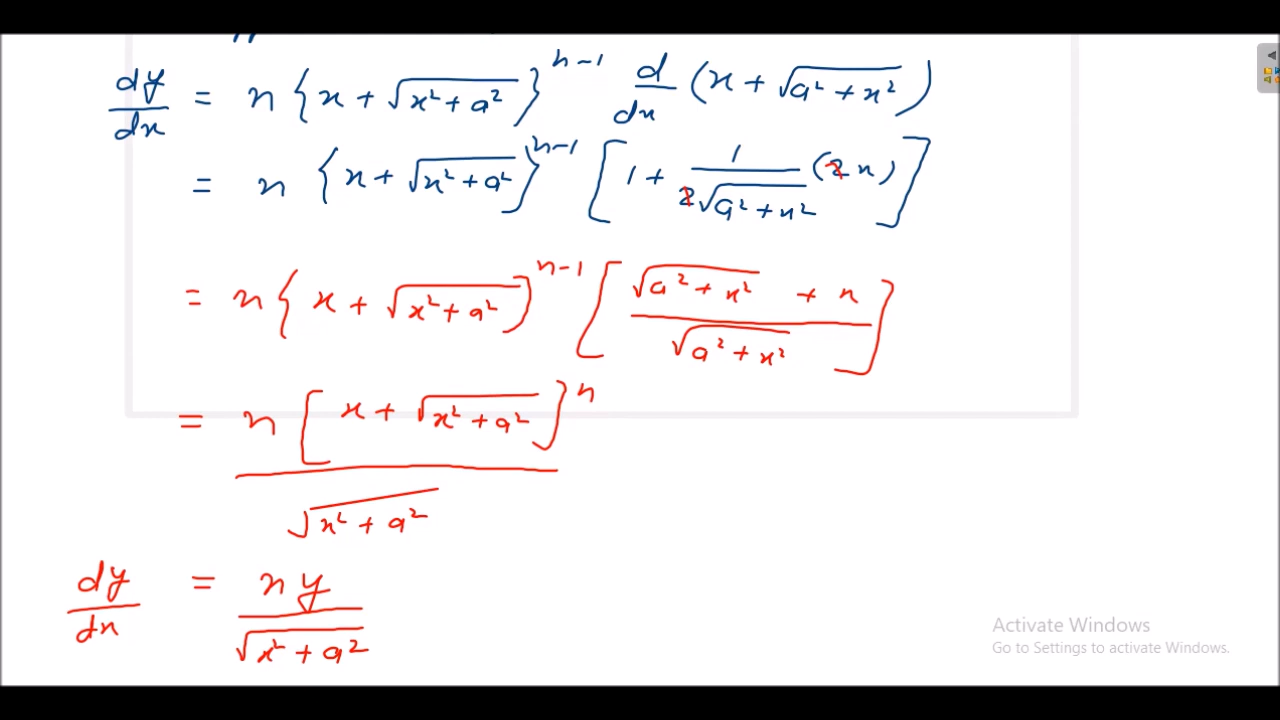 dy/dx = n {x + √(x² + a²)}ⁿ⁻¹ d/dx (x + √(a² + x²))
= n {x + √(x² + a²)}ⁿ⁻¹ [1 + 1/(2√(a² + x²)) (2x)]
= n {x + √(x² + a²)}ⁿ⁻¹ [(√(a² + x²) + x)/√(a² + x²)]
= n [x + √(x² + a²)]ⁿ / √(x² + a²)
dy/dx = ny/√(x² + a²)
Activate Windows
Go to Settings to activate Windows.